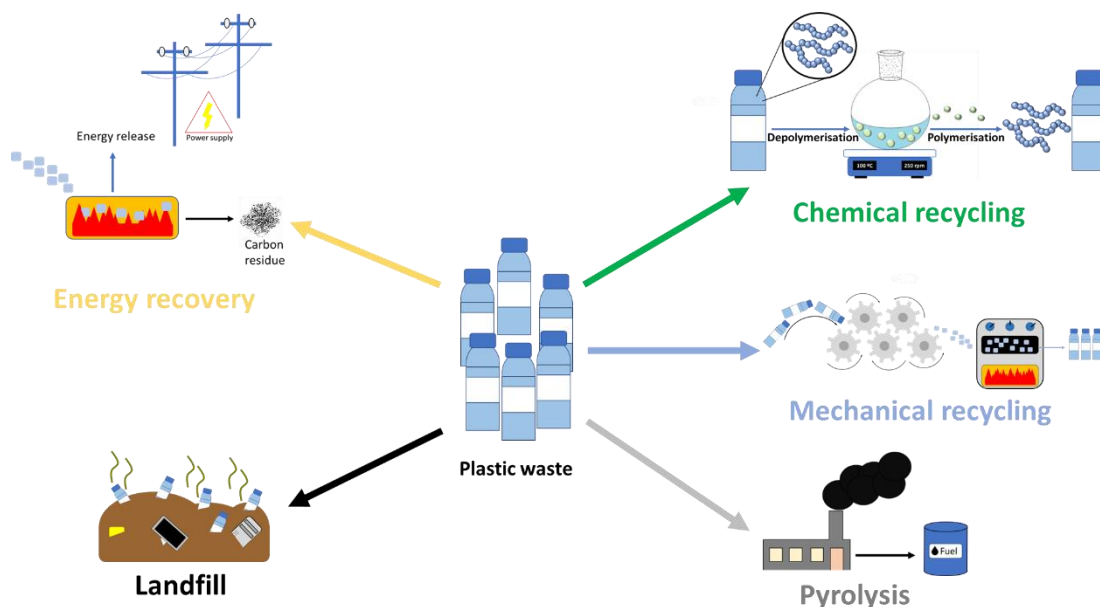 Power supply
Energy release
Carbon
residue
Energy recovery
Depolymerisation
Polymerisation
100 ºC
250 rpm
Chemical recycling
Mechanical recycling
Plastic waste
Landfill
Fuel
Pyrolysis